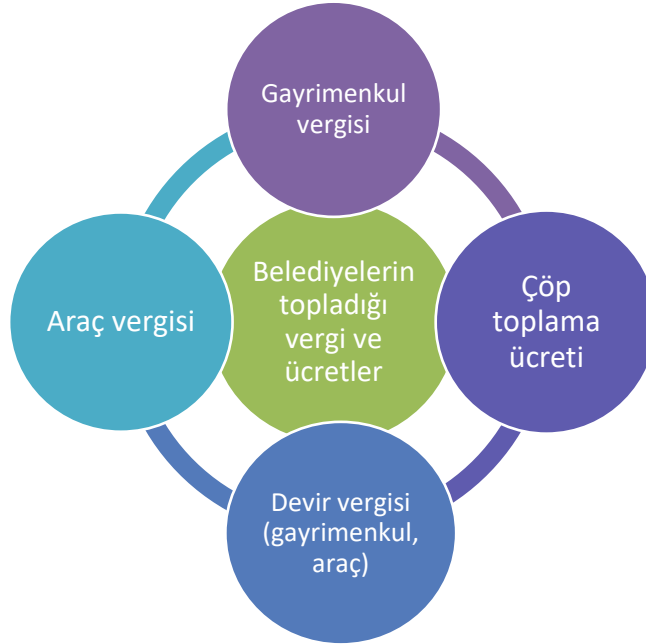 Gayrimenkul
vergisi
Araç vergisi
Belediyelerin
topladığı
vergi ve
ücretler
Çöp
toplama
ücreti
Devir vergisi
(gayrimenkul,
araç)